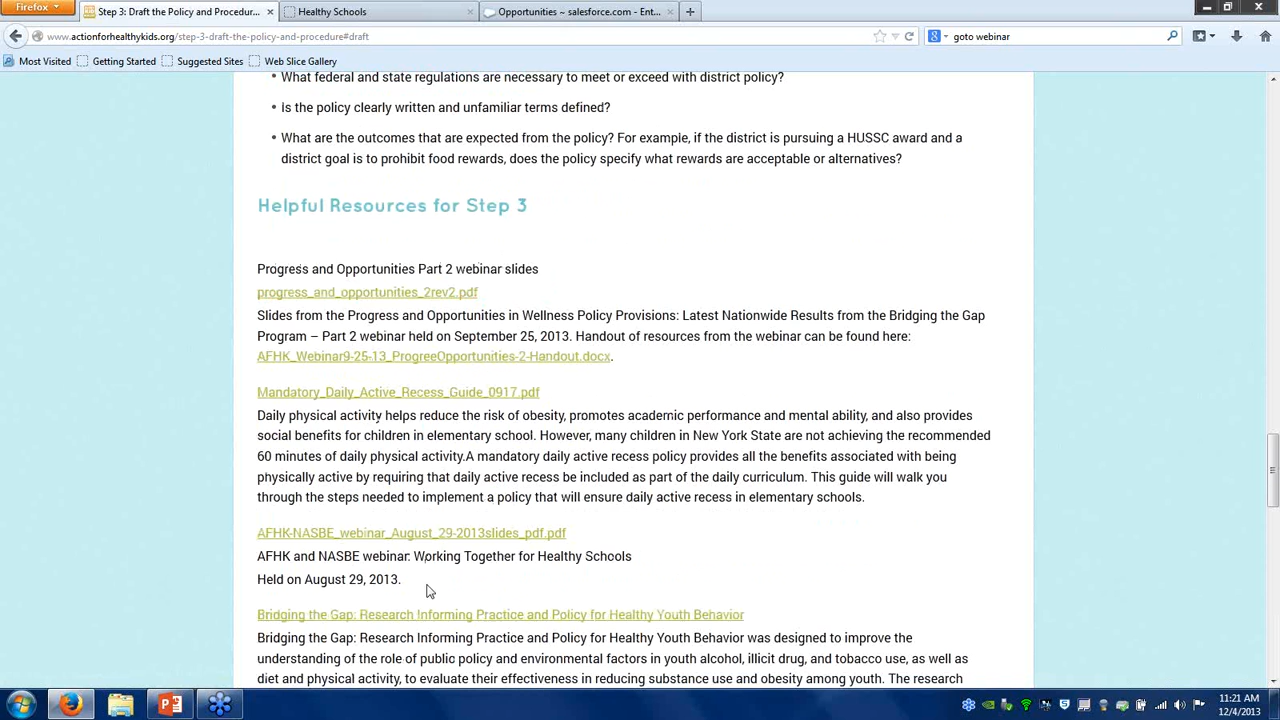 Firefox
Step 3: Draft the Policy and Procedur...
Healthy Schools
Opportunities ~ salesforce.com - Ent...
www.actionforhealthykids.org/step-3-draft-the-policy-and-procedure#draft
goto webinar
Most Visited
Getting Started
Suggested Sites
Web Slice Gallery
• What federal and state regulations are necessary to meet or exceed with district policy?
• Is the policy clearly written and unfamiliar terms defined?
• What are the outcomes that are expected from the policy? For example, if the district is pursuing a HUSSC award and a
district goal is to prohibit food rewards, does the policy specify what rewards are acceptable or alternatives?
Helpful Resources for Step 3
Progress and Opportunities Part 2 webinar slides
progress_and_opportunities_2rev2.pdf
Slides from the Progress and Opportunities in Wellness Policy Provisions: Latest Nationwide Results from the Bridging the Gap
Program – Part 2 webinar held on September 25, 2013. Handout of resources from the webinar can be found here:
AFHK_Webinar9-25-13_ProgreeOpportunities-2-Handout.docx.
Mandatory_Daily_Active_Recess_Guide_0917.pdf
Daily physical activity helps reduce the risk of obesity, promotes academic performance and mental ability, and also provides
social benefits for children in elementary school. However, many children in New York State are not achieving the recommended
60 minutes of daily physical activity.A mandatory daily active recess policy provides all the benefits associated with being
physically active by requiring that daily active recess be included as part of the daily curriculum. This guide will walk you
through the steps needed to implement a policy that will ensure daily active recess in elementary schools.
AFHK-NASBE_webinar_August_29-2013slides_pdf.pdf
AFHK and NASBE webinar: Working Together for Healthy Schools
Held on August 29, 2013.
Bridging the Gap: Research Informing Practice and Policy for Healthy Youth Behavior
Bridging the Gap: Research Informing Practice and Policy for Healthy Youth Behavior was designed to improve the
understanding of the role of public policy and environmental factors in youth alcohol, illicit drug, and tobacco use, as well as
diet and physical activity, to evaluate their effectiveness in reducing substance use and obesity among youth. The research
11:21 AM
12/4/2013